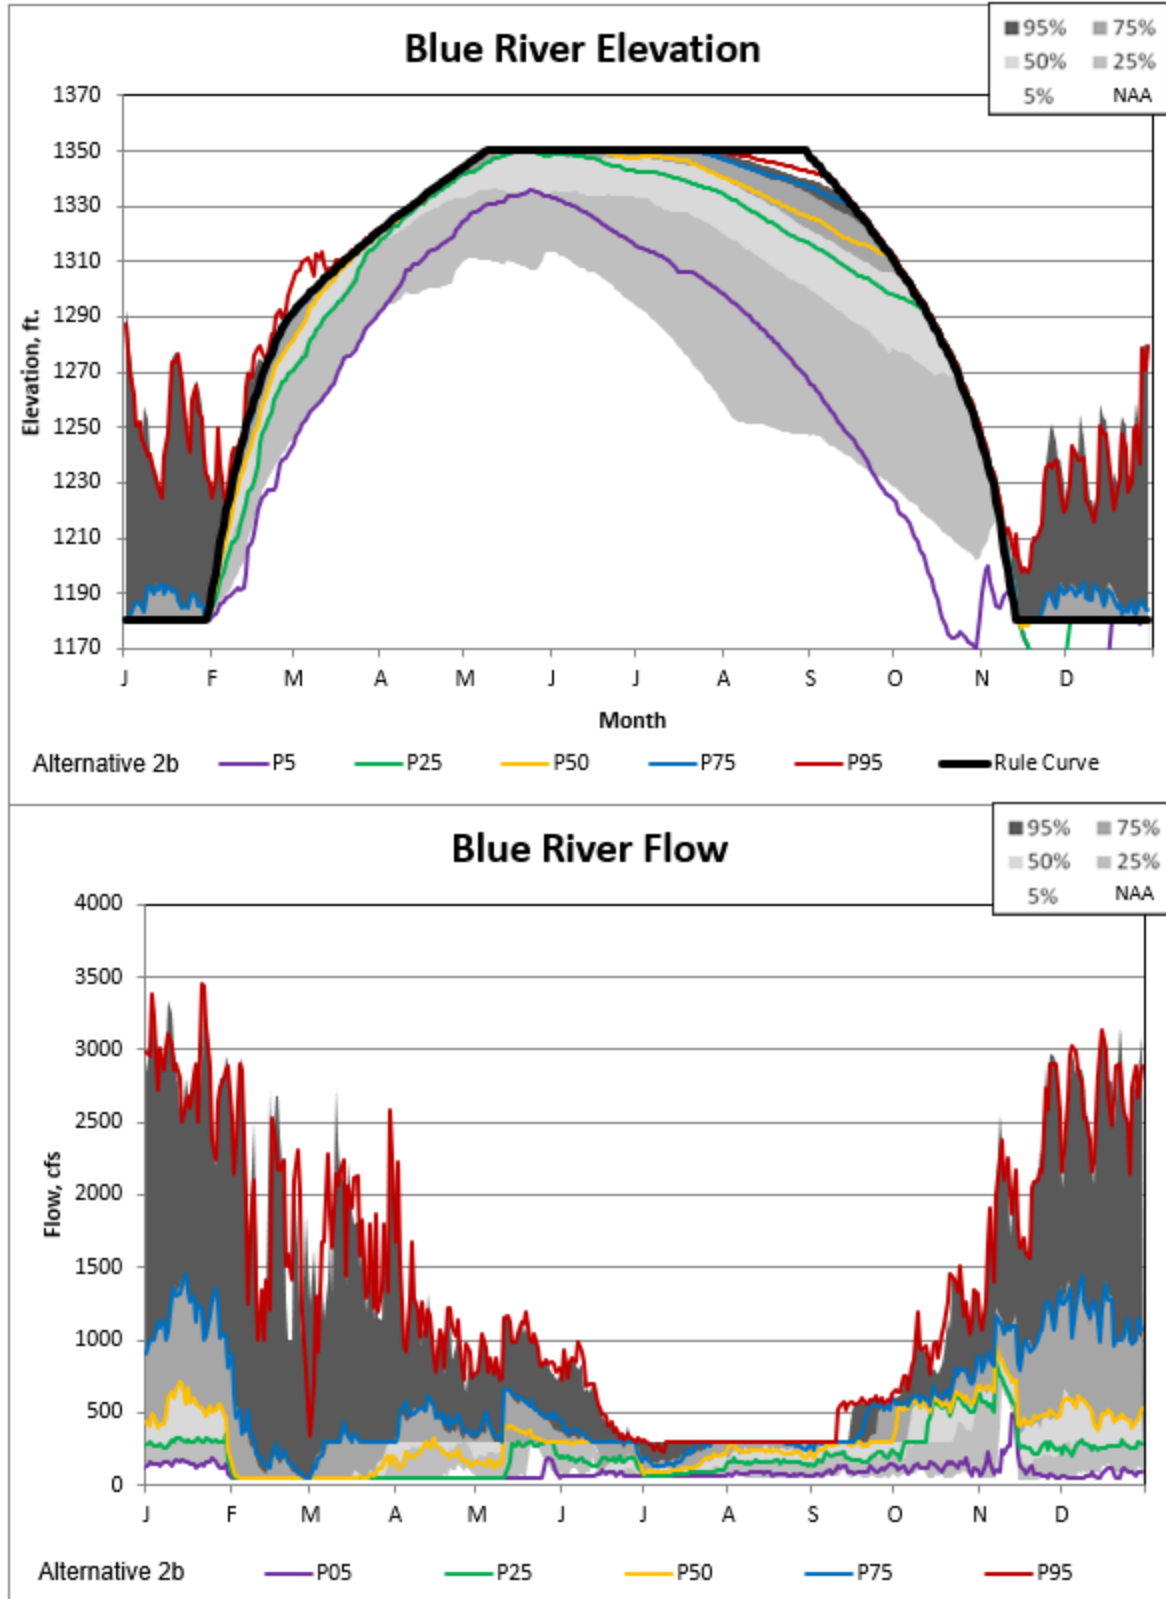 Blue River Elevation
95% 75%
50% 25%
5% NAA
1370
1350
1330
1310
1290
1270
1250
1230
1210
1190
1170
Elevation, ft.
J F M A M J J A S O N D
Month
Alternative 2b P5 P25 P50 P75 P95 Rule Curve
Blue River Flow
95% 75%
50% 25%
5% NAA
4000
3500
3000
2500
2000
1500
1000
500
0
Flow, cfs
J F M A M J J A S O N D
Alternative 2b P05 P25 P50 P75 P95